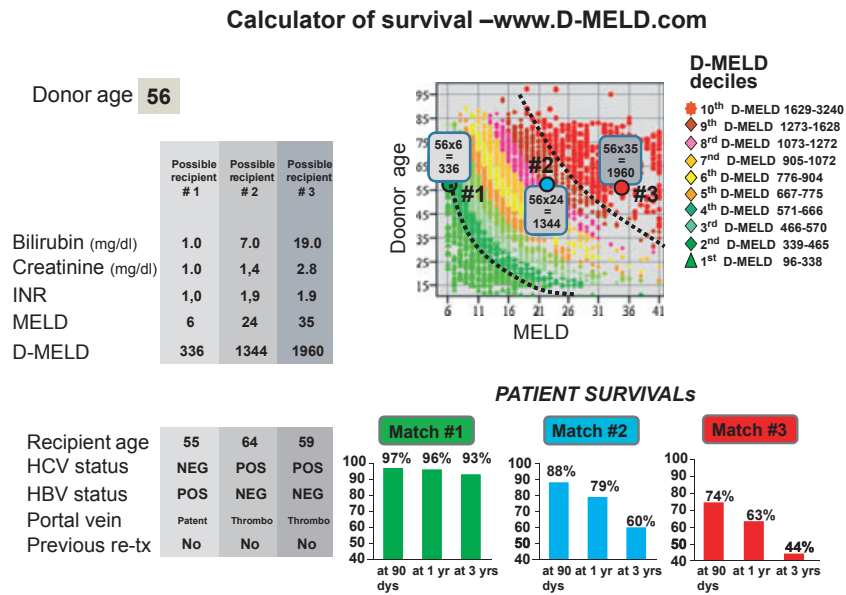 Calculator of survival –www.D-MELD.com
Donor age 56
Possible recipient # 1 Possible recipient # 2 Possible recipient # 3
Bilirubin (mg/dl) 1.0 7.0 19.0
Creatinine (mg/dl) 1.0 1,4 2.8
INR 1,0 1,9 1.9
MELD 6 24 35
D-MELD 336 1344 1960
Doonor age
95
85
75
65
55
45
35
25
15
6 11 16 21 26 31 36 41
MELD
56x6
=
336
#1
#2
56x24
=
1344
56x35
=
1960
#3
D-MELD
deciles
10th D-MELD 1629-3240
9th D-MELD 1273-1628
8rd D-MELD 1073-1272
7nd D-MELD 905-1072
6th D-MELD 776-904
5th D-MELD 667-775
4th D-MELD 571-666
3rd D-MELD 466-570
2nd D-MELD 339-465
1st D-MELD 96-338
Recipient age 55 64 59
HCV status NEG POS POS
HBV status POS NEG NEG
Portal vein Patent Thrombo Thrombo
Previous re-tx No No No
PATIENT SURVIVALs
Match #1
100
90
80
70
60
50
40
97% 96% 93%
at 90 dys at 1 yr at 3 yrs
Match #2
100
90
80
70
60
50
40
88% 79% 60%
at 90 dys at 1 yr at 3 yrs
Match #3
100
90
80
70
60
50
40
74% 63% 44%
at 90 dys at 1 yr at 3 yrs